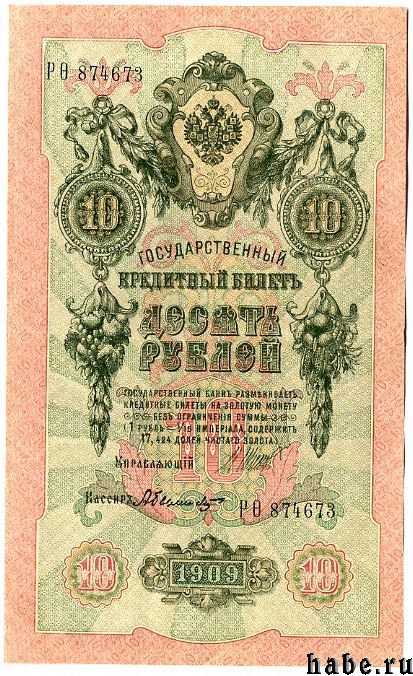 РѲ 874673
10 10
ГОСУДАРСТВЕННЫЙ
КРЕДИТНЫЙ БИЛЕТЪ
ДЕСЯТЬ
РУБЛЕЙ
ГОСУДАРСТВЕННЫЙ БАНКЪ РАЗМѢНИВАЕТЪ
КРЕДИТНЫЕ БИЛЕТЫ НА ЗОЛОТУЮ МОНЕТУ
БЕЗЪ ОГРАНИЧЕНІЯ СУММЫ
(1 РУБЛЬ = 1/15 ИМПЕРІАЛА, СОДЕРЖИТЪ
17,424 ДОЛЕЙ ЧИСТАГО ЗОЛОТА)
10
УПРАВЛЯЮЩІЙ
КАССИРЪ
РѲ 874673
10 1909 10
habe.ru